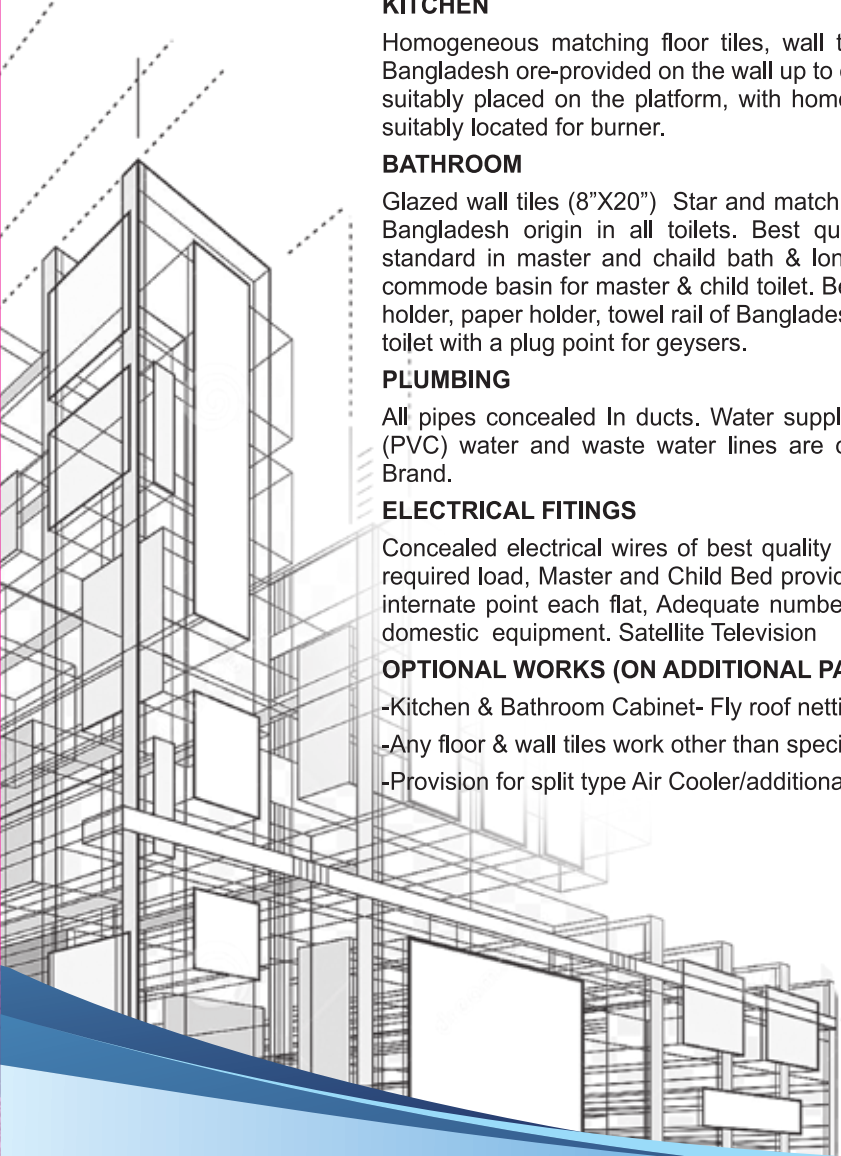 KITCHEN
Homogeneous matching floor tiles, wall t
Bangladesh ore-provided on the wall up to
suitably placed on the platform, with home
suitably located for burner.
BATHROOM
Glazed wall tiles (8”X20”) Star and match
Bangladesh origin in all toilets. Best qu
standard in master and chaild bath & lon
commode basin for master & child toilet. Be
holder, paper holder, towel rail of Banglades
toilet with a plug point for geysers.
PLUMBING
All pipes concealed In ducts. Water suppl
(PVC) water and waste water lines are
Brand.
ELECTRICAL FITINGS
Concealed electrical wires of best quality
required load, Master and Child Bed provid
internate point each flat, Adequate numbe
domestic equipment. Satellite Television
OPTIONAL WORKS (ON ADDITIONAL PA
-Kitchen & Bathroom Cabinet- Fly roof netti
-Any floor & wall tiles work other than speci
-Provision for split type Air Cooler/additiona